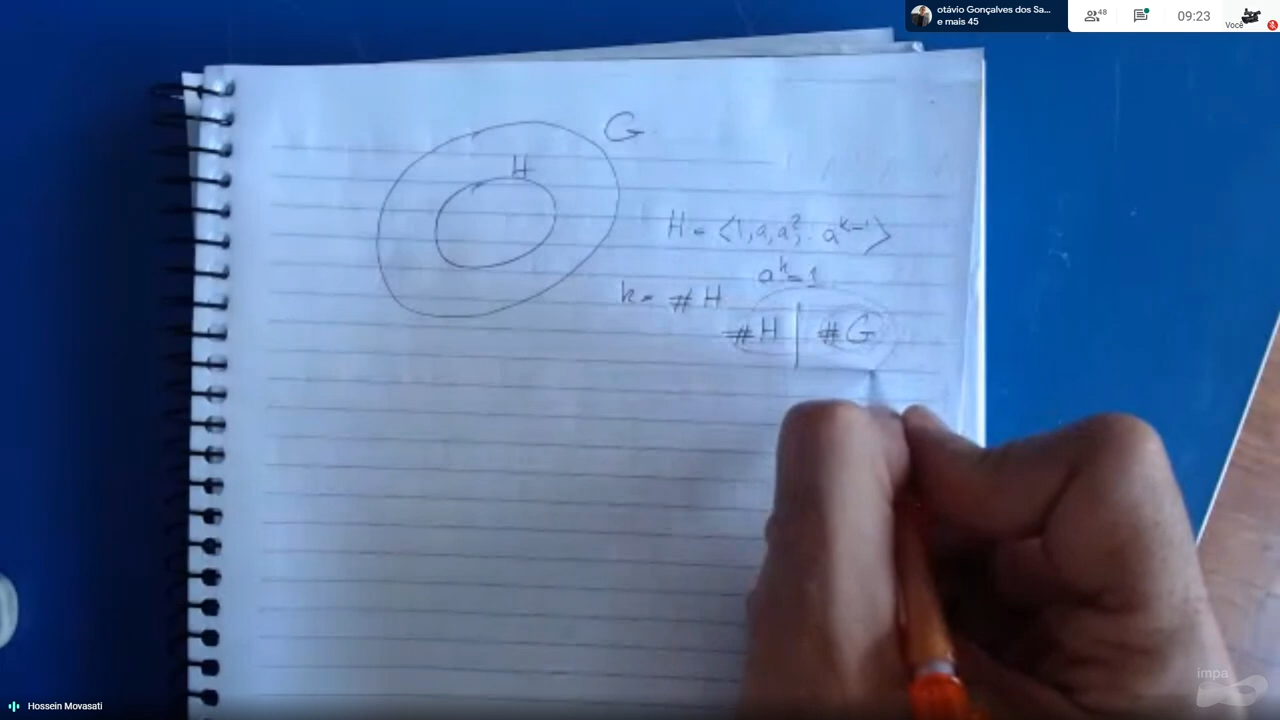 otávio Gonçalves dos Sa...
e mais 45
48
09:23
Você
G
H
H = <1, a, a², .. a^{k-1}>
a^k = 1
k = # H
#H | #G
impa
Hossein Movasati